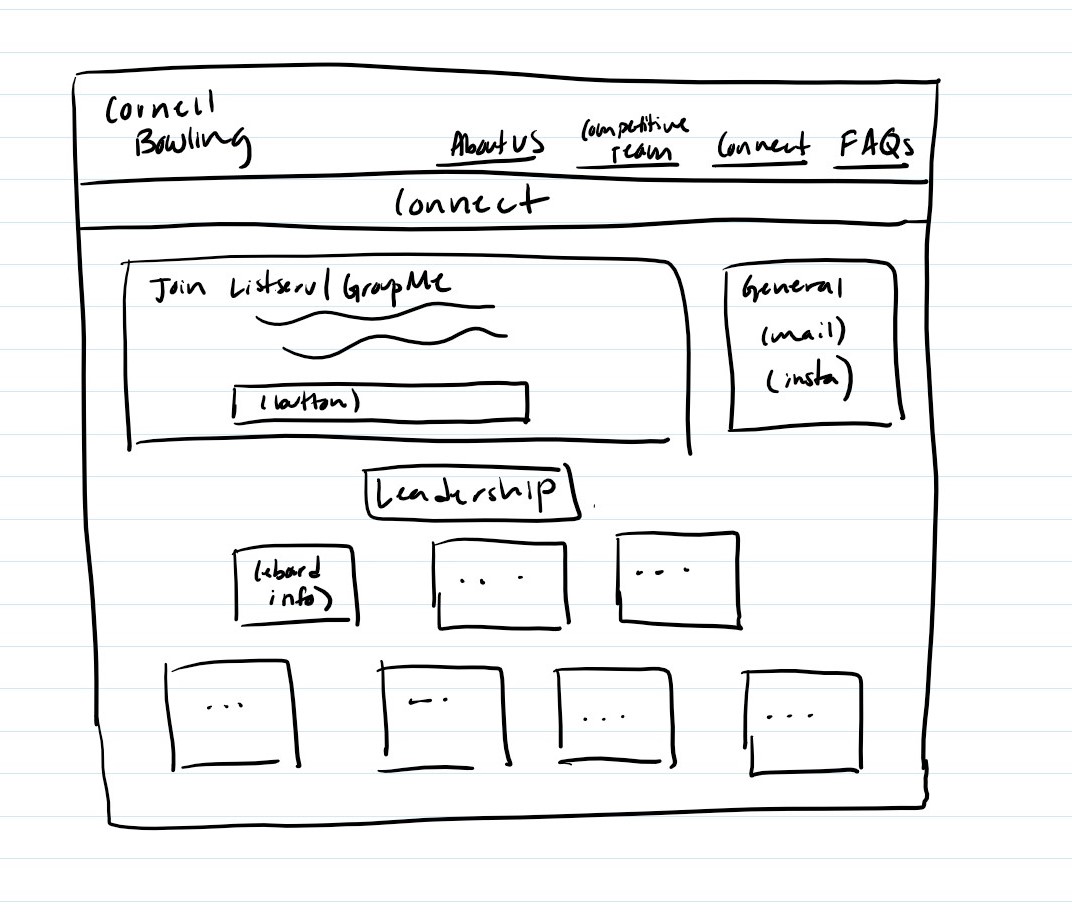 Cornell
Bowling
About US
Competitive
Team
Connect
FAQs
Connect
Join Listserv/GroupMe
(button)
General
(mail)
(insta)
Leadership
(eboard
info)
...
...
...
...
...
...